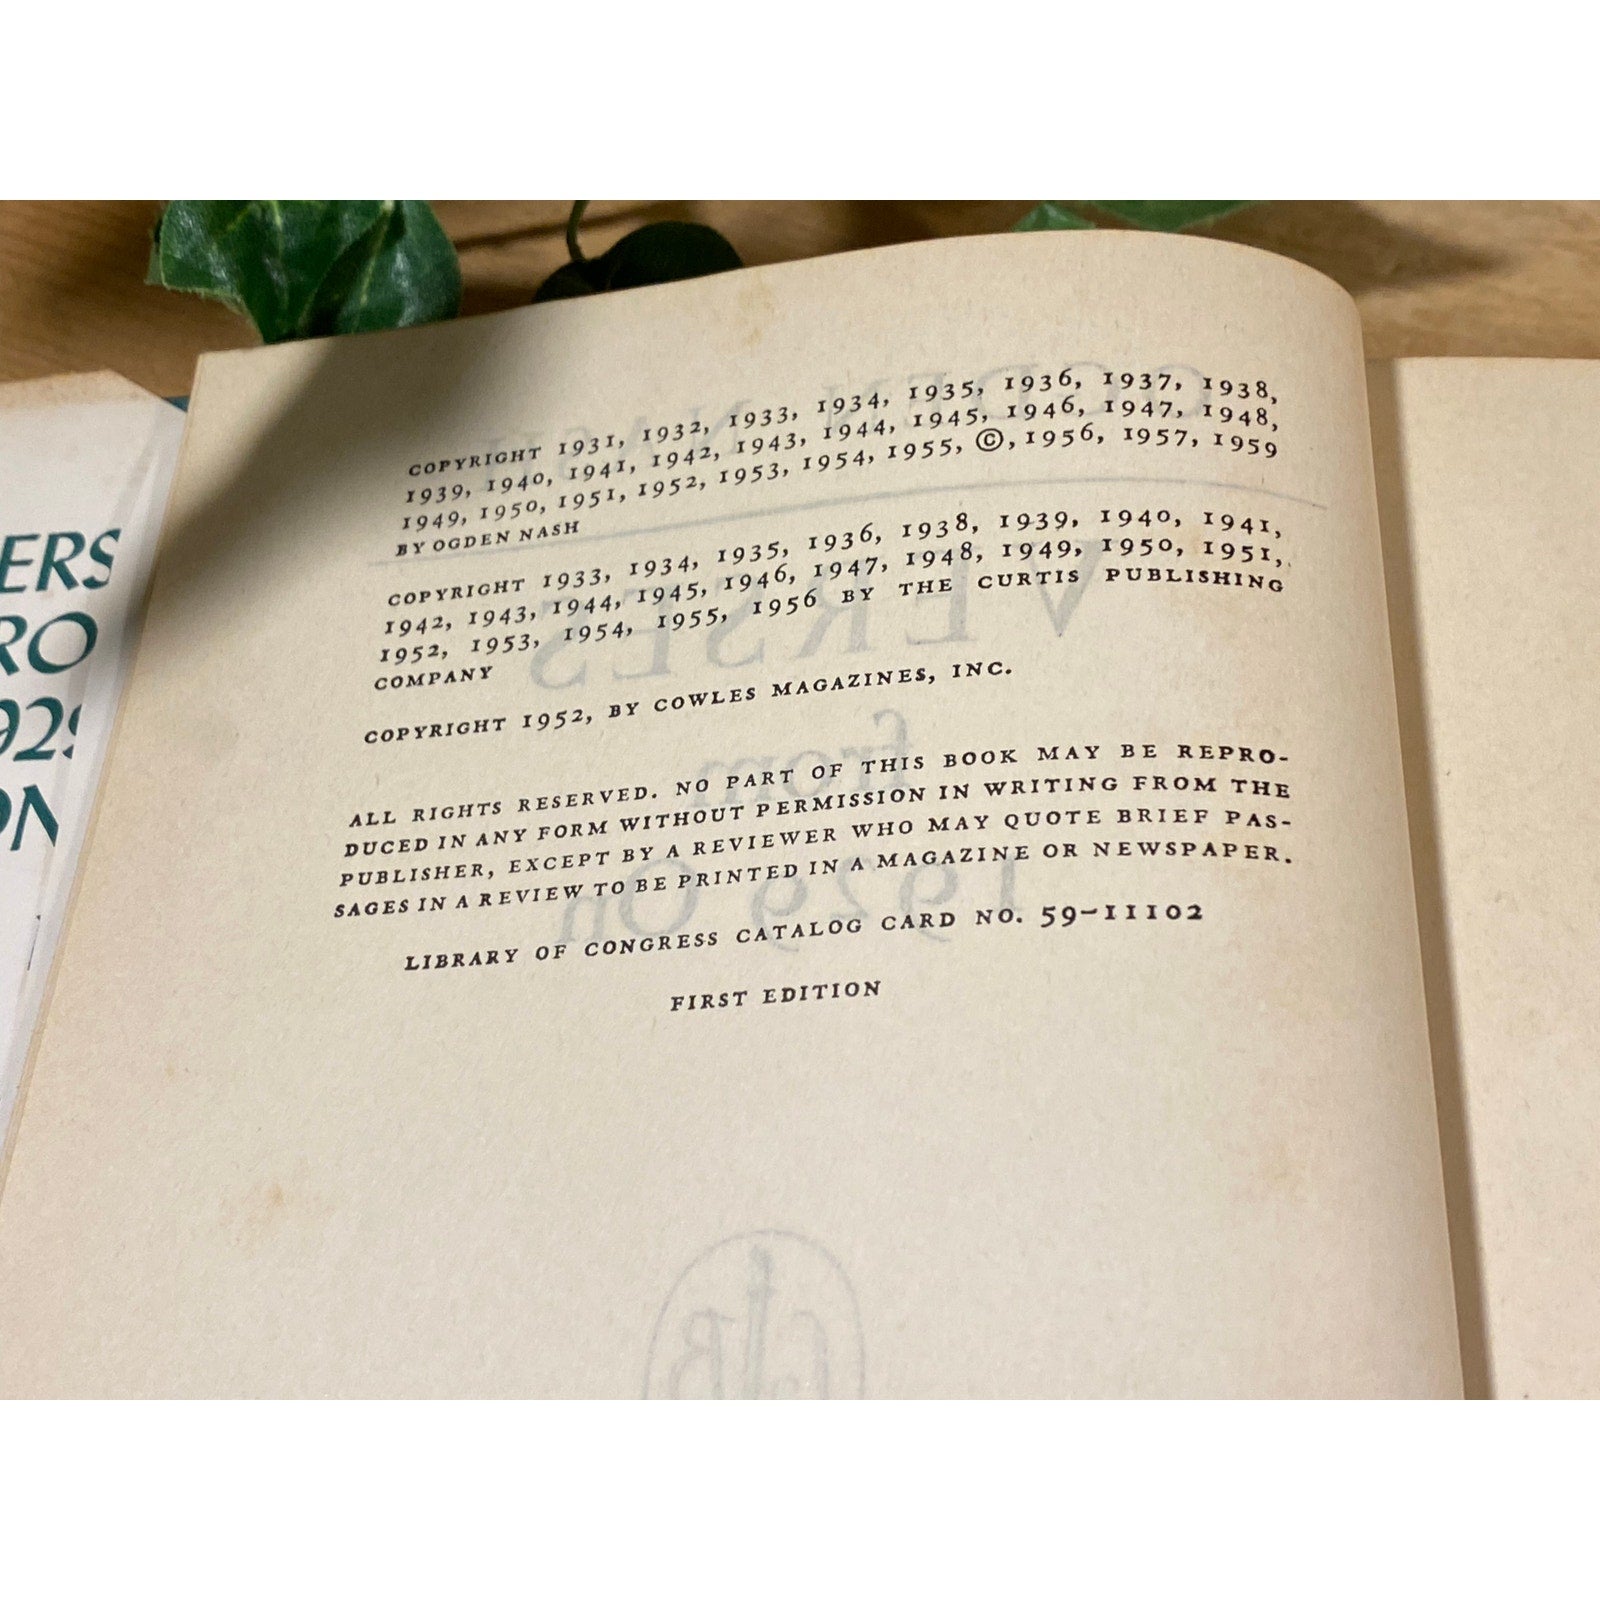 COPYRIGHT 1931, 1932, 1933, 1934, 1935, 1936, 1937, 1938,
1939, 1940, 1941, 1942, 1943, 1944, 1945, 1946, 1947, 1948,
1949, 1950, 1951, 1952, 1953, 1954, 1955, ©, 1956, 1957, 1959
BY OGDEN NASH
COPYRIGHT 1933, 1934, 1935, 1936, 1938, 1939, 1940, 1941,
1942, 1943, 1944, 1945, 1946, 1947, 1948, 1949, 1950, 1951,
1952, 1953, 1954, 1955, 1956 BY THE CURTIS PUBLISHING
COMPANY
COPYRIGHT 1952, BY COWLES MAGAZINES, INC.
ALL RIGHTS RESERVED. NO PART OF THIS BOOK MAY BE REPRO-
DUCED IN ANY FORM WITHOUT PERMISSION IN WRITING FROM THE
PUBLISHER, EXCEPT BY A REVIEWER WHO MAY QUOTE BRIEF PAS-
SAGES IN A REVIEW TO BE PRINTED IN A MAGAZINE OR NEWSPAPER.
LIBRARY OF CONGRESS CATALOG CARD NO. 59-11102
FIRST EDITION